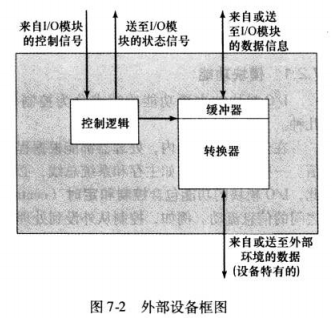 来自I/O模块
的控制信号
送至I/O模
块的状态信号
来自或送
至I/O模块
的数据信息
控制逻辑
缓冲器
转换器
来自或送至外部
环境的数据
(设备特有的)
图 7-2 外部设备框图